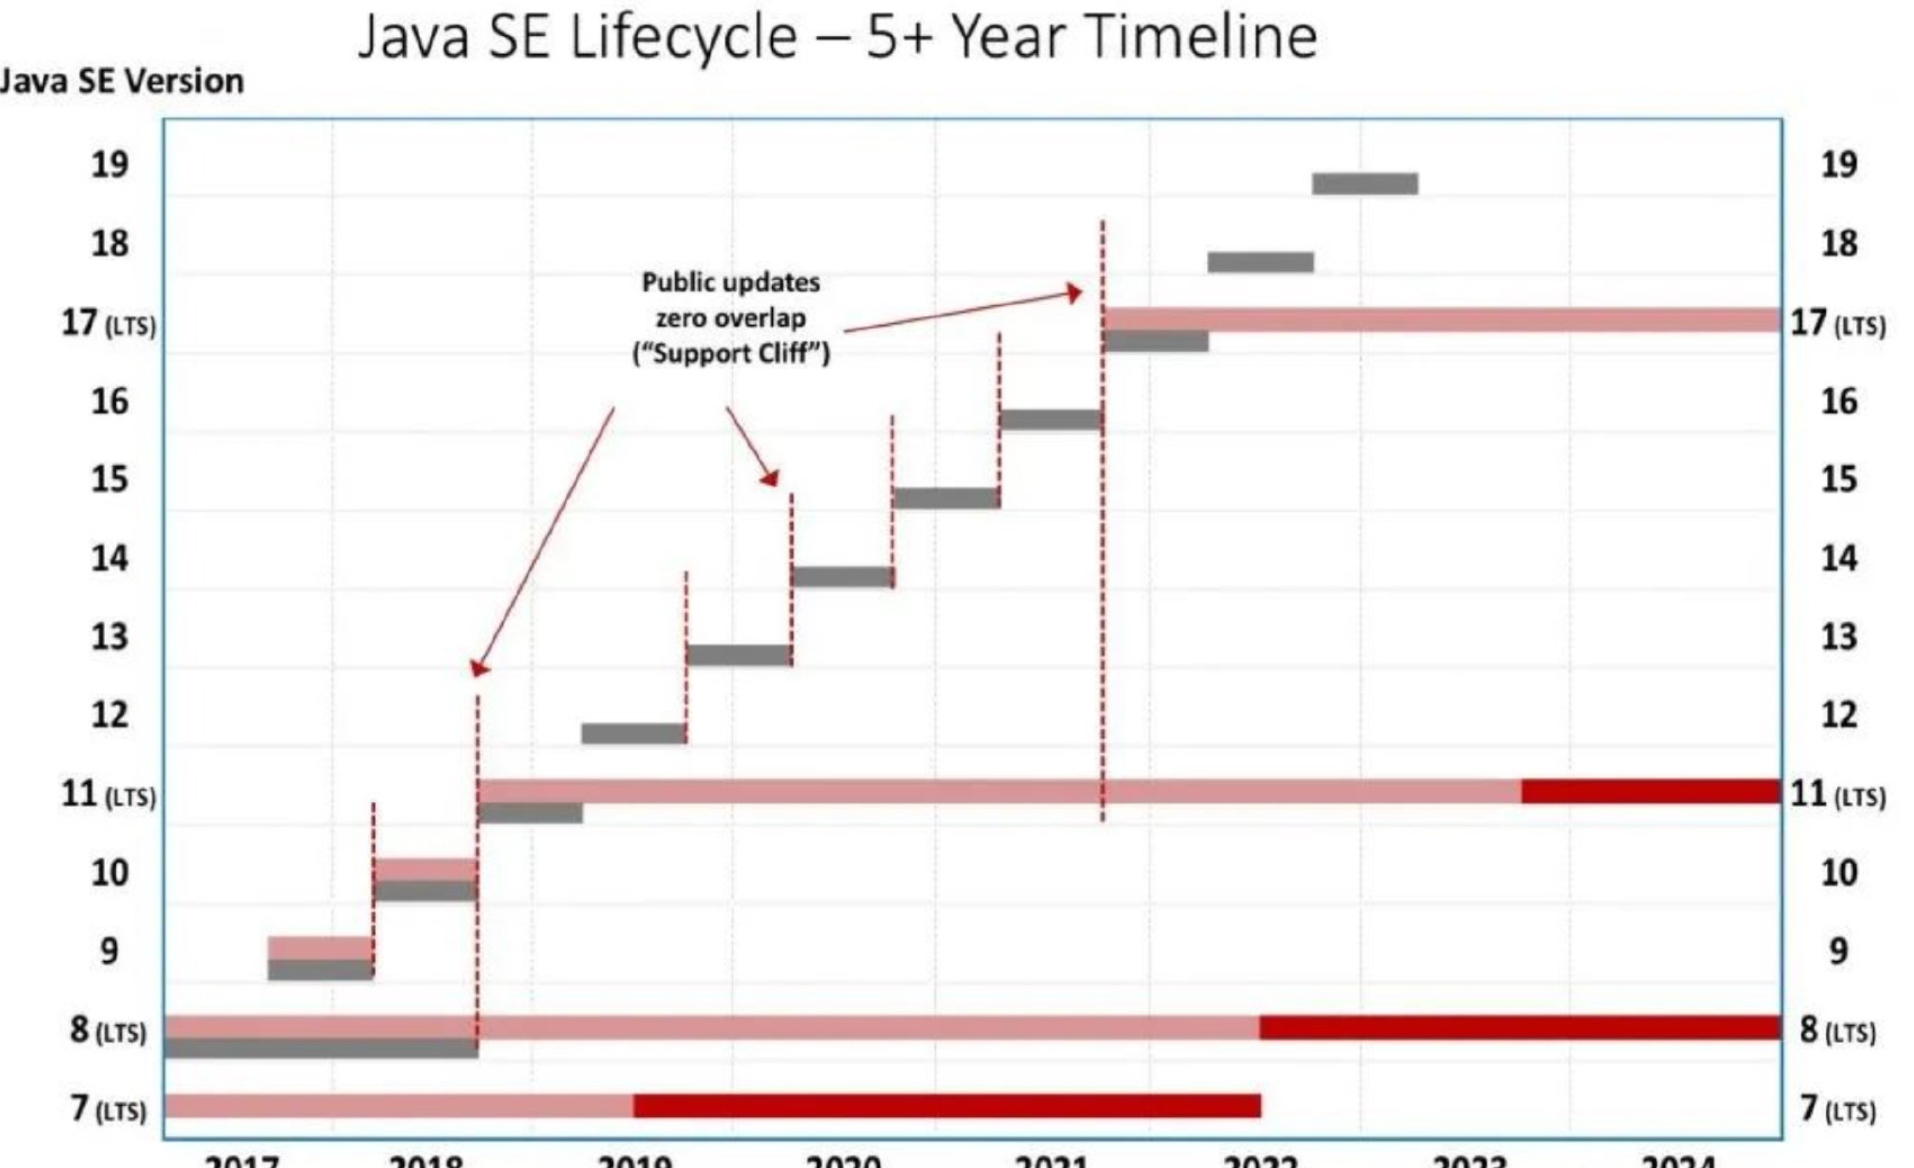 Java SE Lifecycle – 5+ Year Timeline
Java SE Version
19 19
18 18
Public updates
zero overlap
(“Support Cliff”)
17 (LTS) 17 (LTS)
16 16
15 15
14 14
13 13
12 12
11 (LTS) 11 (LTS)
10 10
9 9
8 (LTS) 8 (LTS)
7 (LTS) 7 (LTS)
2017 2018 2019 2020 2021 2022 2023 2024